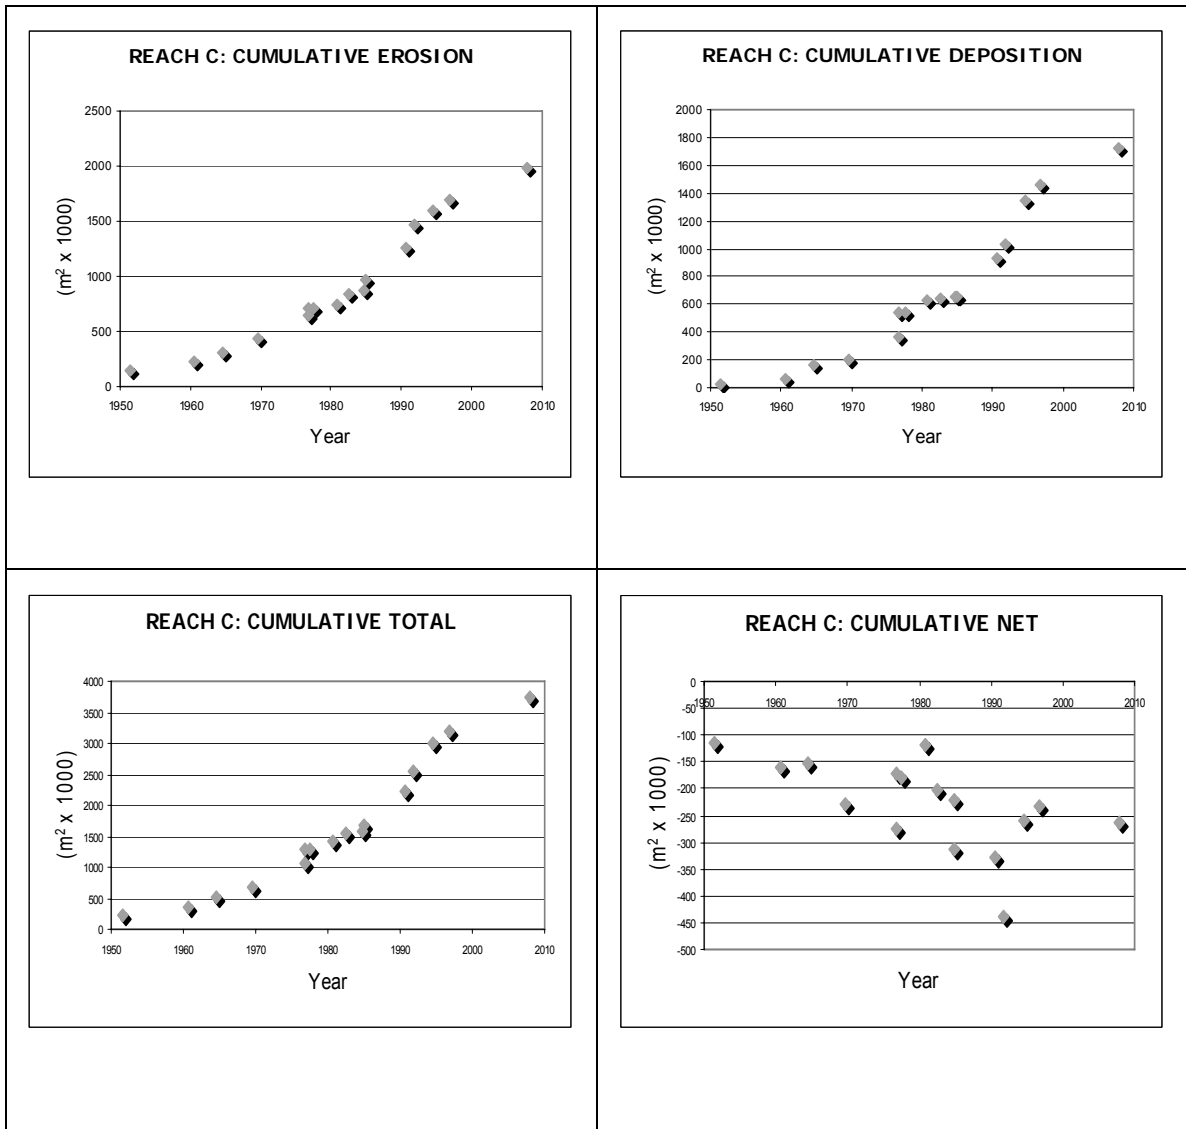 REACH C: CUMULATIVE EROSION
2500
2000
1500
1000
500
0
1950 1960 1970 1980 1990 2000 2010
(m² x 1000)
Year
REACH C: CUMULATIVE DEPOSITION
2000
1800
1600
1400
1200
1000
800
600
400
200
0
1950 1960 1970 1980 1990 2000 2010
(m² x 1000)
Year
REACH C: CUMULATIVE TOTAL
4000
3500
3000
2500
2000
1500
1000
500
0
1950 1960 1970 1980 1990 2000 2010
(m² x 1000)
Year
REACH C: CUMULATIVE NET
0
-50
-100
-150
-200
-250
-300
-350
-400
-450
-500
1950 1960 1970 1980 1990 2000 2010
(m² x 1000)
Year